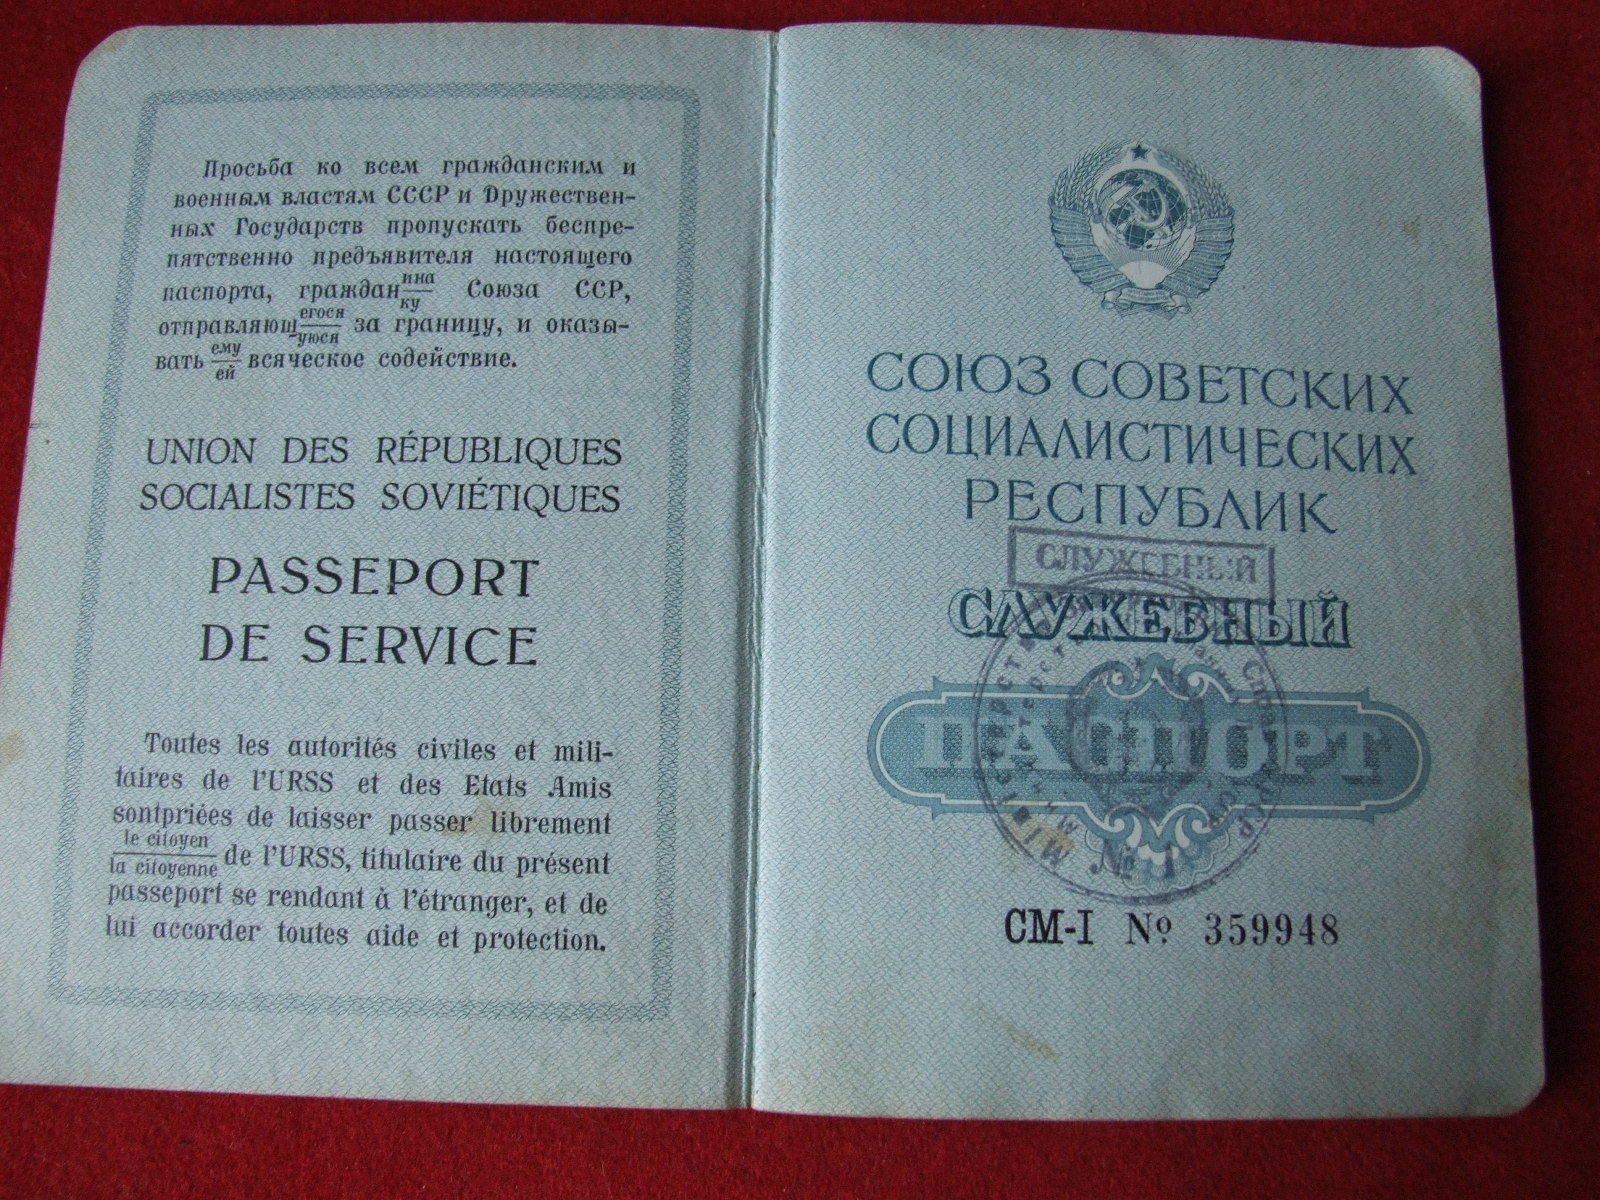 Просьба ко всем гражданским и
военным властям СССР и Дружествен-
ных Государств пропускать беспре-
пятственно предъявителя настоящего
паспорта, граждан ина/ку Союза ССР,
отправляющ егося/уюся за границу, и оказы-
вать ему/ей всяческое содействие.
UNION DES RÉPUBLIQUES
SOCIALISTES SOVIÉTIQUES
PASSEPORT
DE SERVICE
Toutes les autorités civiles et mili-
taires de l'URSS et des Etats Amis
sontpriées de laisser passer librement
le citoyen/la citoyenne de l'URSS, titulaire du présent
passeport se rendant à l'étranger, et de
lui accorder toutes aide et protection.
СОЮЗ СОВЕТСКИХ
СОЦИАЛИСТИЧЕСКИХ
РЕСПУБЛИК
СЛУЖЕБНЫЙ
СЛУЖЕБНЫЙ
ПАСПОРТ
№ 1
СМ-I № 359948